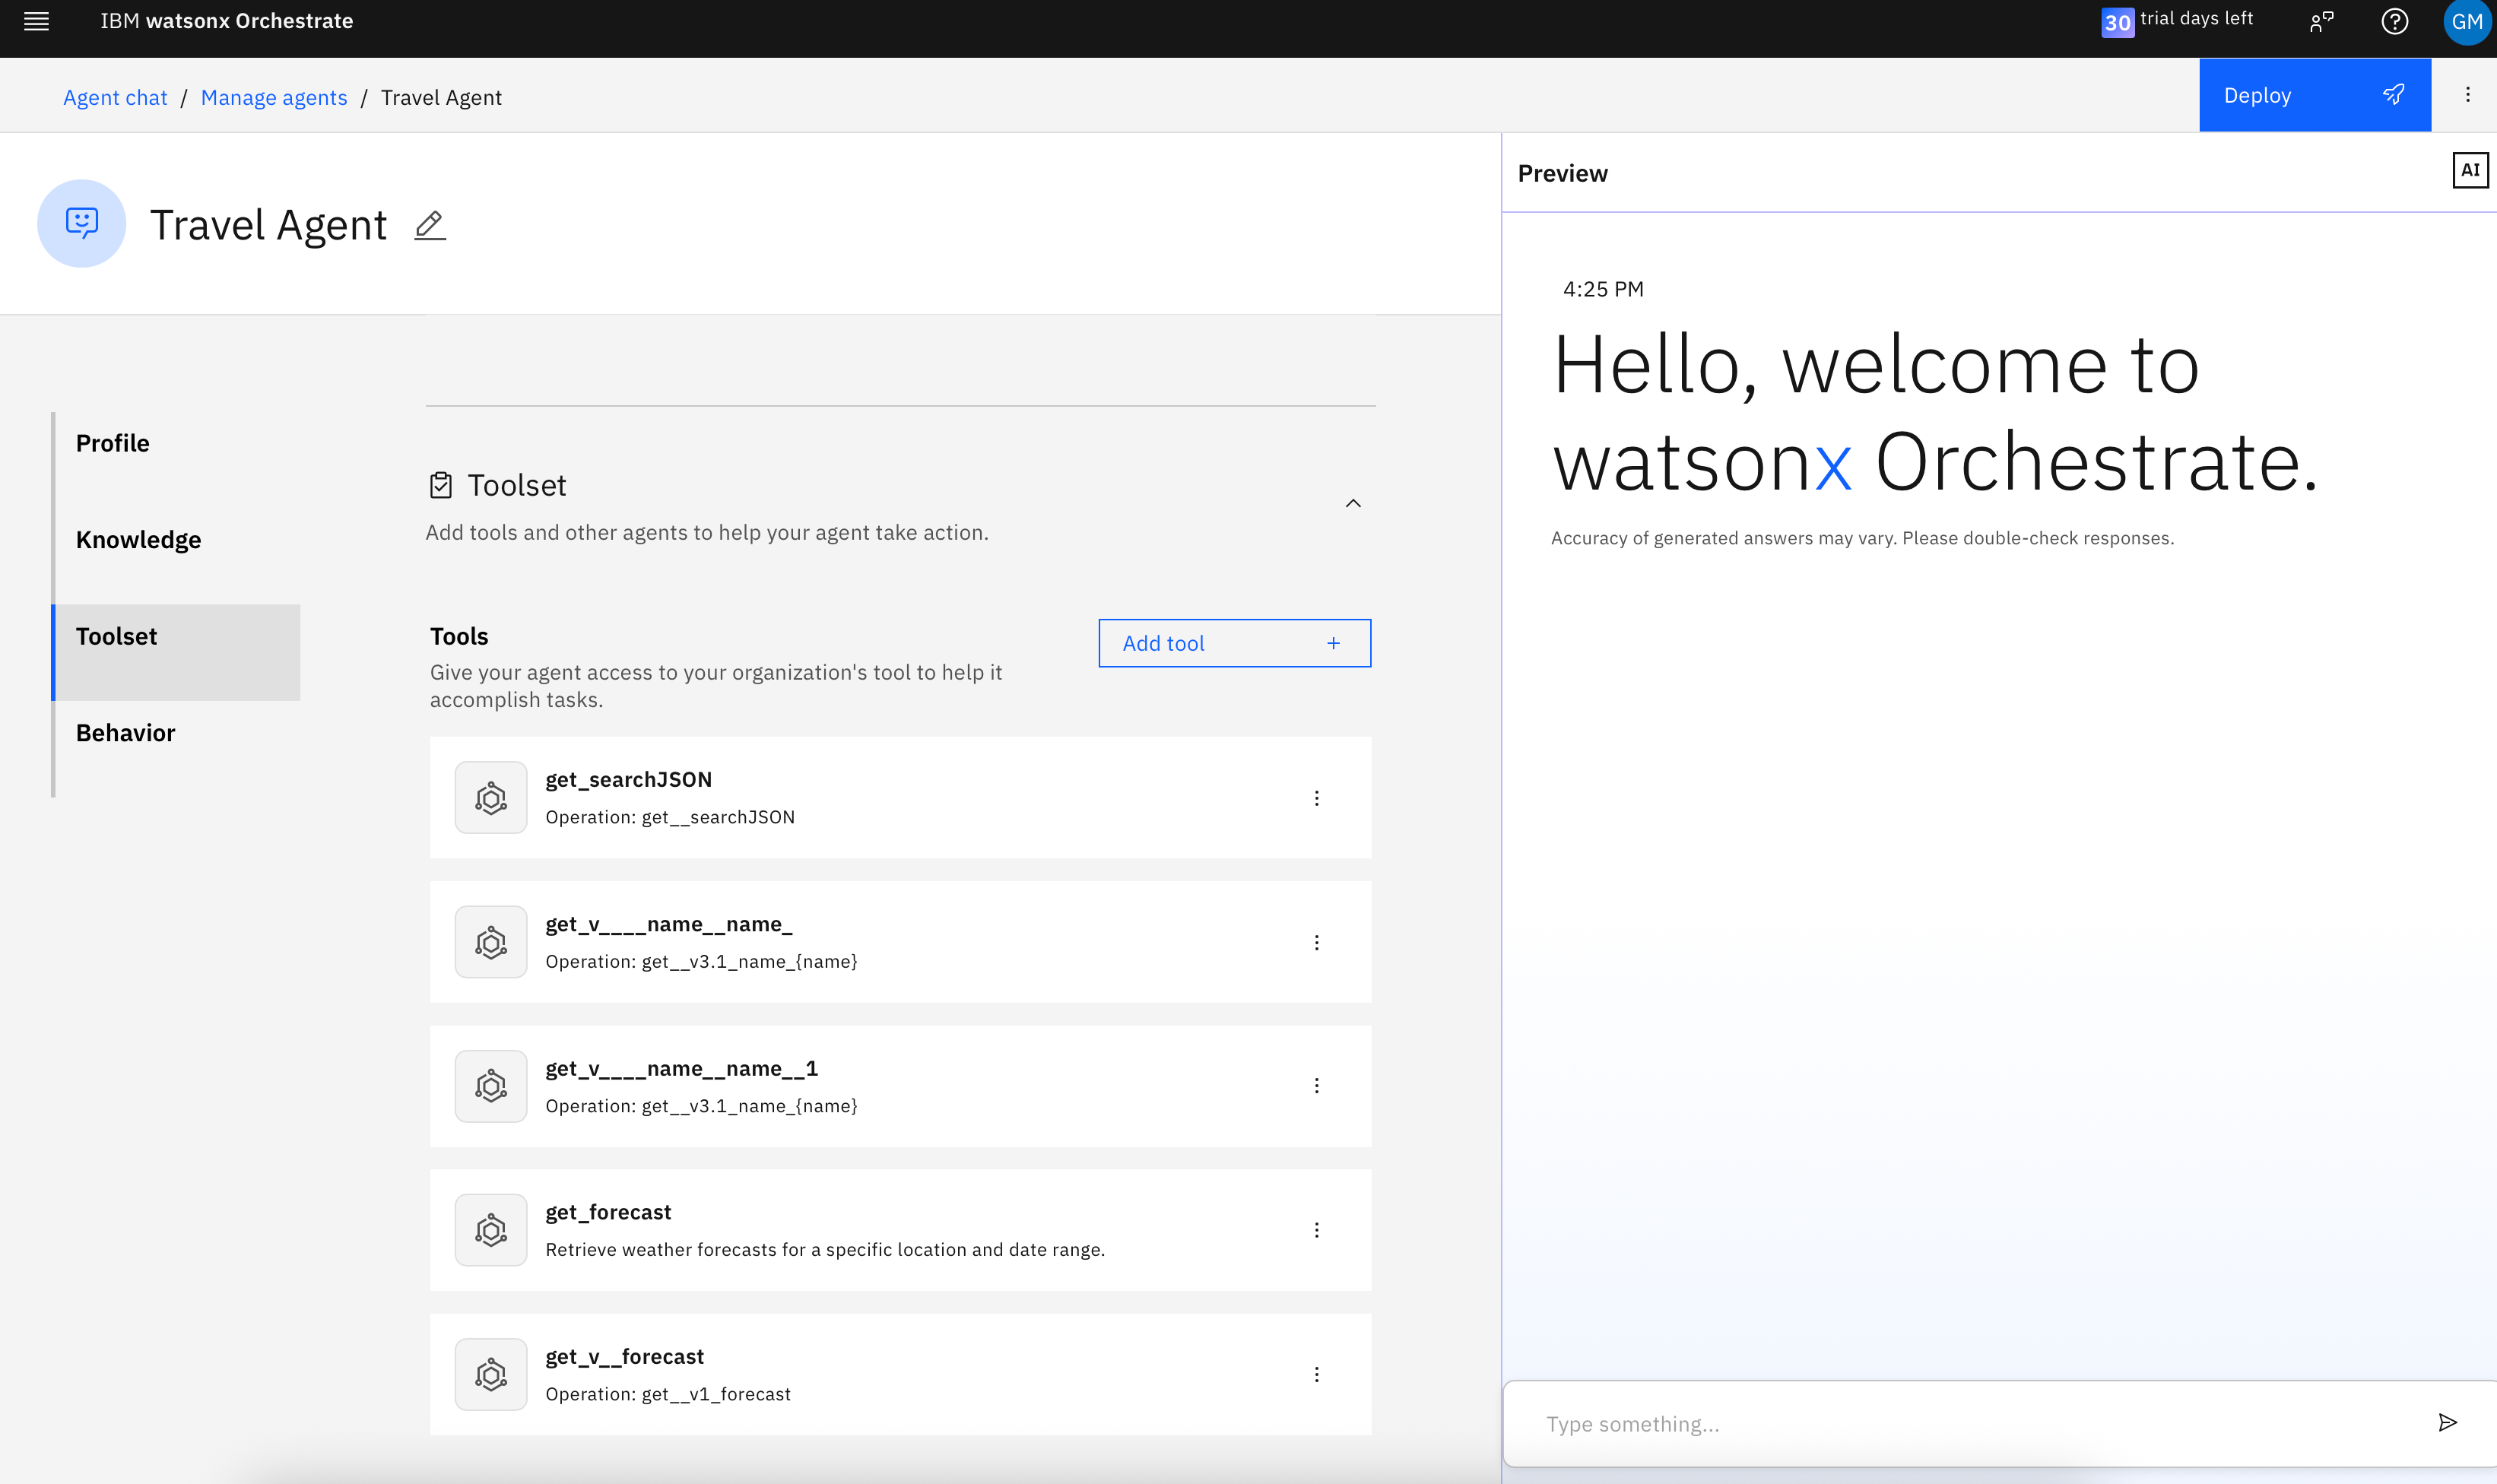 IBM watsonx Orchestrate
30 trial days left
GM
Agent chat / Manage agents / Travel Agent
Deploy
Travel Agent
Profile
Knowledge
Toolset
Behavior
Toolset
Add tools and other agents to help your agent take action.
Tools
Give your agent access to your organization's tool to help it
accomplish tasks.
Add tool +
get_searchJSON
Operation: get__searchJSON
get_v____name__name_
Operation: get__v3.1_name_{name}
get_v____name__name__1
Operation: get__v3.1_name_{name}
get_forecast
Retrieve weather forecasts for a specific location and date range.
get_v__forecast
Operation: get__v1_forecast
Preview
AI
4:25 PM
Hello, welcome to
watsonx Orchestrate.
Accuracy of generated answers may vary. Please double-check responses.
Type something...